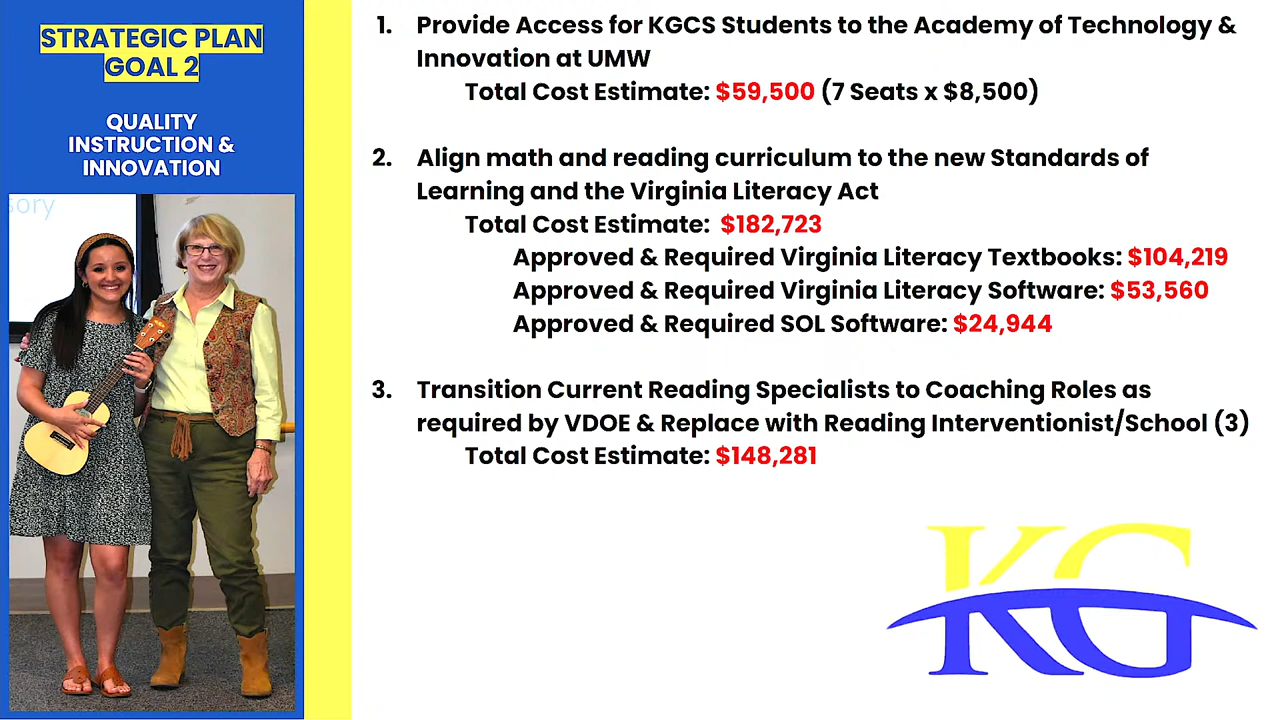 STRATEGIC PLAN
GOAL 2
QUALITY
INSTRUCTION &
INNOVATION
sory
1. Provide Access for KGCS Students to the Academy of Technology &
Innovation at UMW
Total Cost Estimate: $59,500 (7 Seats x $8,500)
2. Align math and reading curriculum to the new Standards of
Learning and the Virginia Literacy Act
Total Cost Estimate: $182,723
Approved & Required Virginia Literacy Textbooks: $104,219
Approved & Required Virginia Literacy Software: $53,560
Approved & Required SOL Software: $24,944
3. Transition Current Reading Specialists to Coaching Roles as
required by VDOE & Replace with Reading Interventionist/School (3)
Total Cost Estimate: $148,281
KG